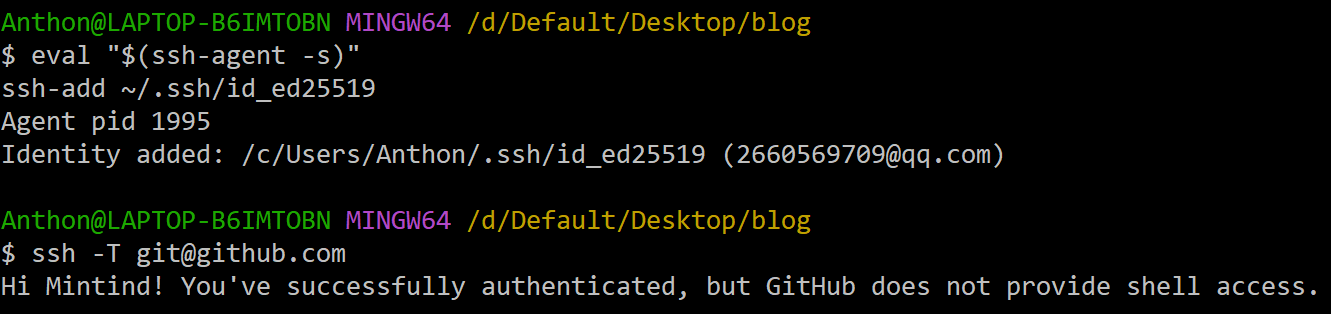 Anthon@LAPTOP-B6IMTOBN MINGW64 /d/Default/Desktop/blog
$ eval "$(ssh-agent -s)"
ssh-add ~/.ssh/id_ed25519
Agent pid 1995
Identity added: /c/Users/Anthon/.ssh/id_ed25519 (2660569709@qq.com)
Anthon@LAPTOP-B6IMTOBN MINGW64 /d/Default/Desktop/blog
$ ssh -T git@github.com
Hi Mintind! You've successfully authenticated, but GitHub does not provide shell access.